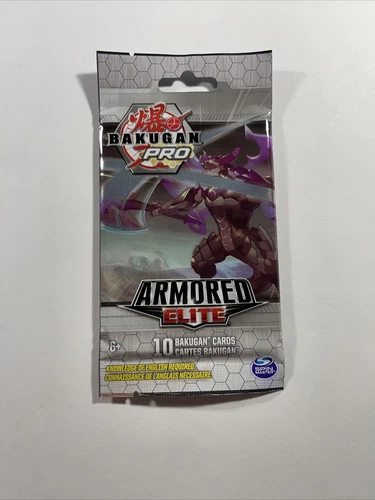 爆
BAKUGAN
PRO
ARMORED
ELITE
10 BAKUGAN™ CARDS
CARTES BAKUGAN
6+
KNOWLEDGE OF ENGLISH REQUIRED.
CONNAISSANCE DE L'ANGLAIS NÉCESSAIRE.
SPIN
MASTER